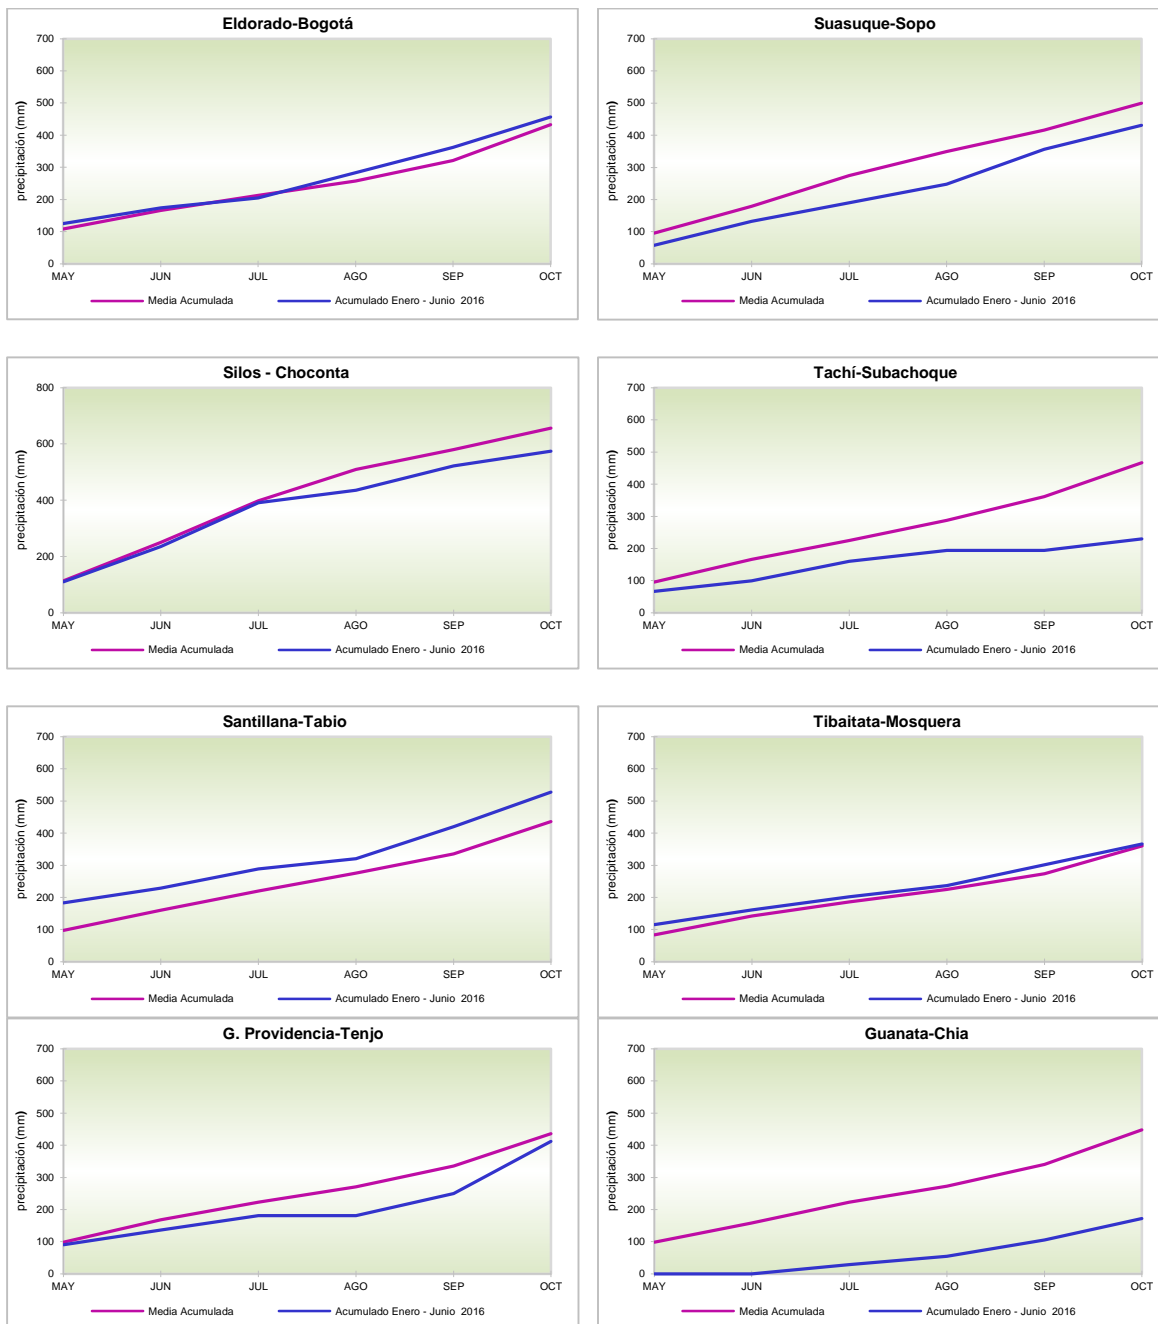 Eldorado-Bogotá
700
600
500
400
300
200
100
0
precipitación (mm)
MAY JUN JUL AGO SEP OCT
Media Acumulada Acumulado Enero - Junio 2016
Suasuque-Sopo
700
600
500
400
300
200
100
0
precipitación (mm)
MAY JUN JUL AGO SEP OCT
Media Acumulada Acumulado Enero - Junio 2016
Silos - Choconta
800
600
400
200
0
precipitación (mm)
MAY JUN JUL AGO SEP OCT
Media Acumulada Acumulado Enero - Junio 2016
Tachí-Subachoque
700
600
500
400
300
200
100
0
precipitación (mm)
MAY JUN JUL AGO SEP OCT
Media Acumulada Acumulado Enero - Junio 2016
Santillana-Tabio
700
600
500
400
300
200
100
0
precipitación (mm)
MAY JUN JUL AGO SEP OCT
Media Acumulada Acumulado Enero - Junio 2016
Tibaitata-Mosquera
700
600
500
400
300
200
100
0
precipitación (mm)
MAY JUN JUL AGO SEP OCT
Media Acumulada Acumulado Enero - Junio 2016
G. Providencia-Tenjo
700
600
500
400
300
200
100
0
precipitación (mm)
MAY JUN JUL AGO SEP OCT
Media Acumulada Acumulado Enero - Junio 2016
Guanata-Chia
700
600
500
400
300
200
100
0
precipitación (mm)
MAY JUN JUL AGO SEP OCT
Media Acumulada Acumulado Enero - Junio 2016